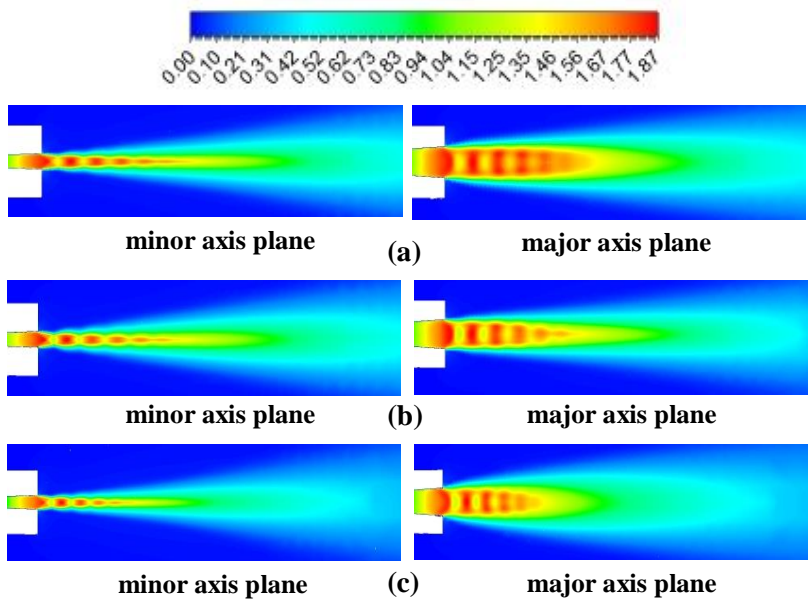 0.00 0.10 0.21 0.31 0.42 0.52 0.62 0.73 0.83 0.94 1.04 1.15 1.25 1.35 1.46 1.56 1.67 1.77 1.87
minor axis plane (a) major axis plane
minor axis plane (b) major axis plane
minor axis plane (c) major axis plane